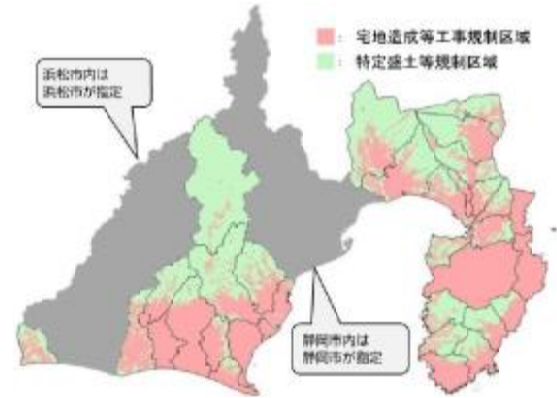 ：宅地造成等工事規制区域
：特定盛土等規制区域
浜松市内は
浜松市が指定
静岡市内は
静岡市が指定